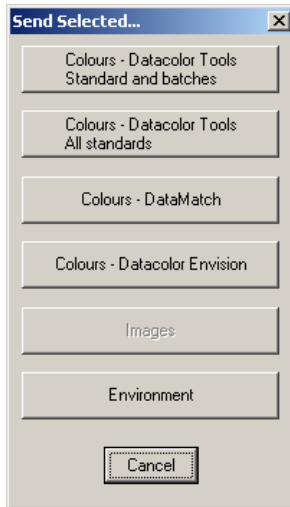 Send Selected...
Colours - Datacolor Tools
Standard and batches
Colours - Datacolor Tools
All standards
Colours - DataMatch
Colours - Datacolor Envision
Images
Environment
Cancel